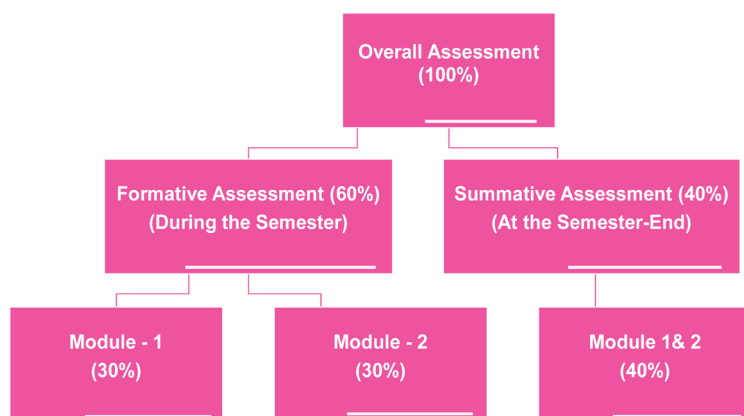 Overall Assessment
(100%)
Formative Assessment (60%)
(During the Semester)
Summative Assessment (40%)
(At the Semester-End)
Module - 1
(30%)
Module - 2
(30%)
Module 1& 2
(40%)